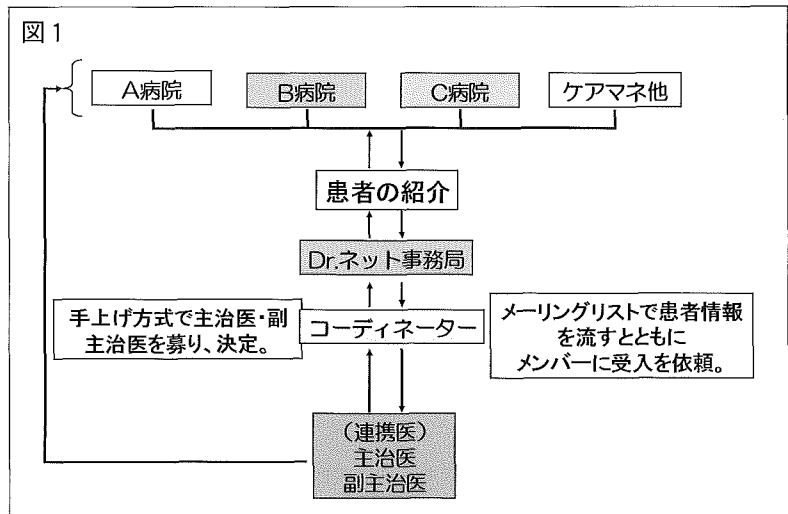 図1
A病院
B病院
C病院
ケアマネ他
患者の紹介
Dr.ネット事務局
手上げ方式で主治医・副
主治医を募り、決定。
コーディネーター
メーリングリストで患者情報
を流すとともに
メンバーに受入を依頼。
(連携医)
主治医
副主治医